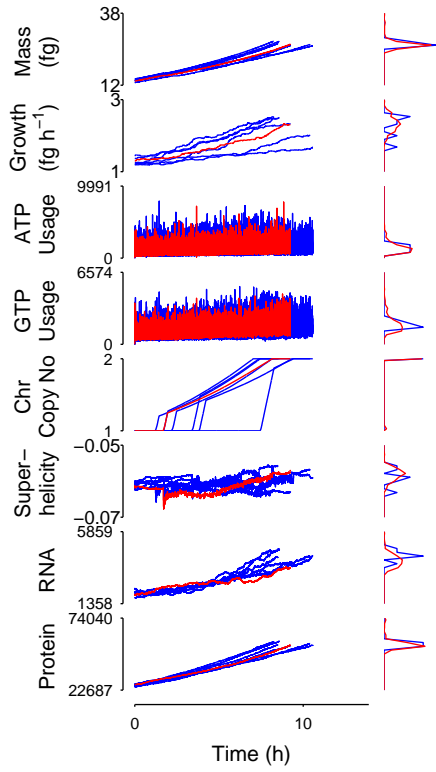 38
Mass
(fg)
12
3
Growth
(fg h⁻¹)
1
9991
ATP
Usage
0
6574
GTP
Usage
0
2
Chr
Copy No
1
−0.05
Super−
helicity
−0.07
5859
RNA
1358
74040
Protein
22687
0 10
Time (h)